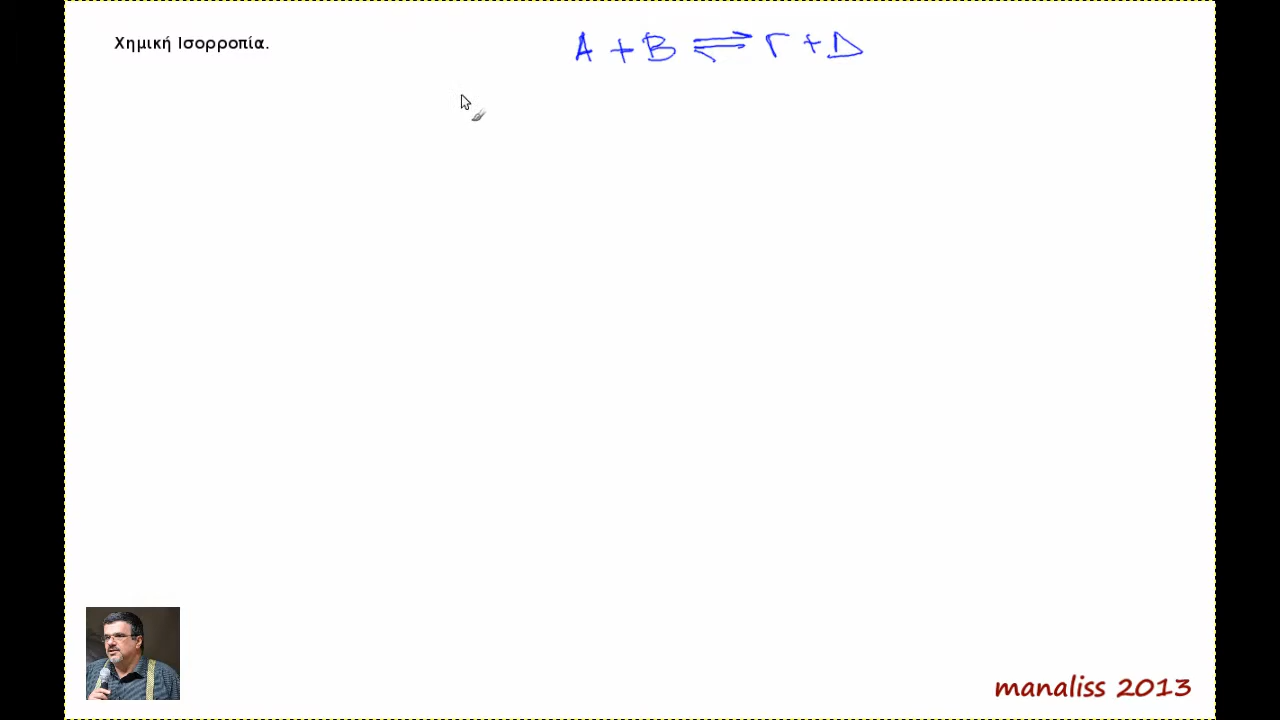 Χημική Ισορροπία.
Α + Β ⇌ Γ + Δ
manaliss 2013